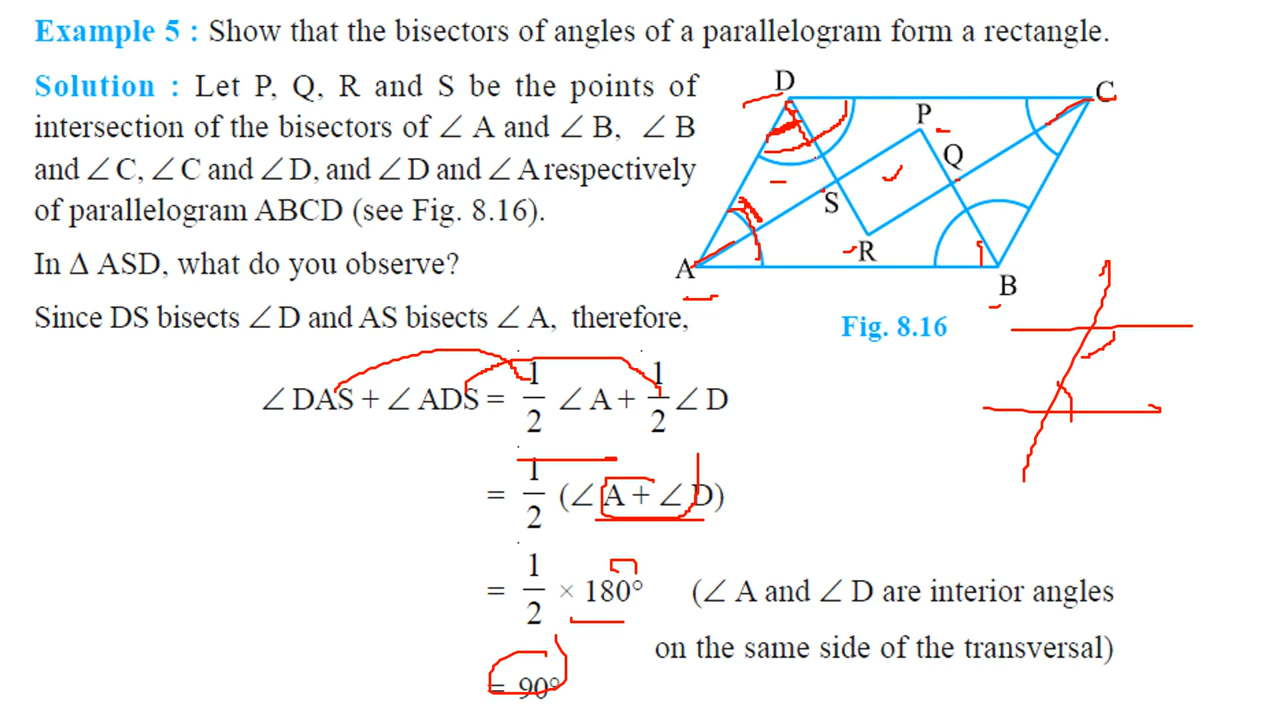 Example 5 : Show that the bisectors of angles of a parallelogram form a rectangle.
Solution : Let P, Q, R and S be the points of
intersection of the bisectors of ∠ A and ∠ B, ∠ B
and ∠ C, ∠ C and ∠ D, and ∠ D and ∠ A respectively
of parallelogram ABCD (see Fig. 8.16).
In Δ ASD, what do you observe?
Since DS bisects ∠ D and AS bisects ∠ A, therefore,
D
C
P
Q
S
R
A
B
Fig. 8.16
∠ DAS + ∠ ADS = 1/2 ∠ A + 1/2 ∠ D
= 1/2 (∠ A + ∠ D)
= 1/2 × 180° (∠ A and ∠ D are interior angles
on the same side of the transversal)
= 90°